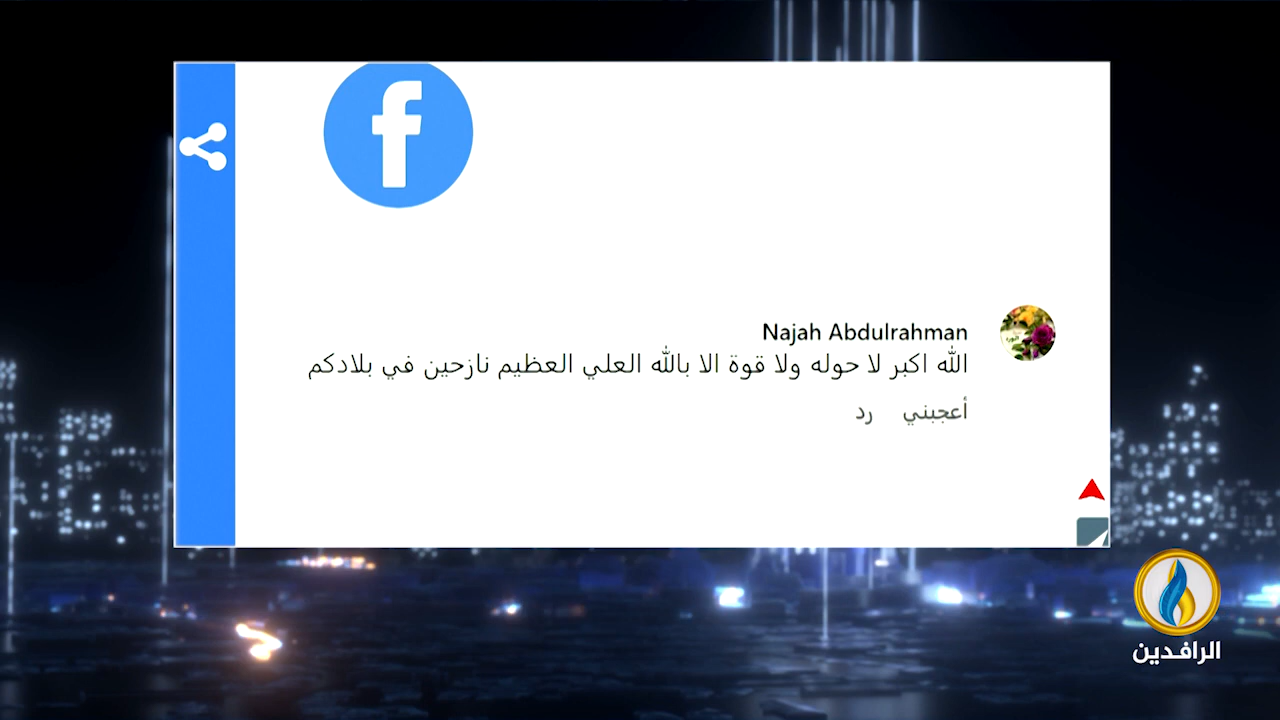 Najah Abdulrahman
الله اكبر لا حوله ولا قوة الا بالله العلي العظيم نازحين في بلادكم
أعجبني رد
الرافدين